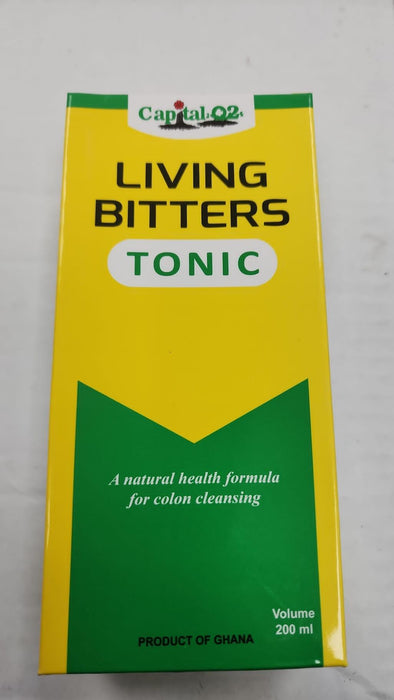 Capital O2
LIVING
BITTERS
TONIC
A natural health formula
for colon cleansing
Volume
200 ml
PRODUCT OF GHANA